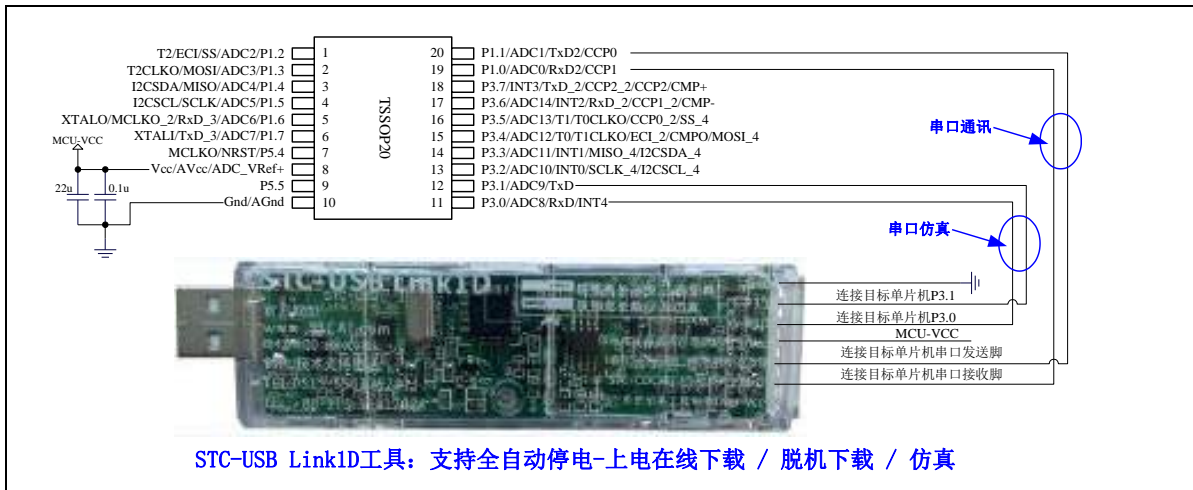 T2/ECI/SS/ADC2/P1.2 1
T2CLKO/MOSI/ADC3/P1.3 2
I2CSDA/MISO/ADC4/P1.4 3
I2CSCL/SCLK/ADC5/P1.5 4
XTALO/MCLKO_2/RxD_3/ADC6/P1.6 5
XTALI/TxD_3/ADC7/P1.7 6
MCLKO/NRST/P5.4 7
Vcc/AVcc/ADC_VRef+ 8
P5.5 9
Gnd/AGnd 10
MCU-VCC
22u
0.1u
TSSOP20
20 P1.1/ADC1/TxD2/CCP0
19 P1.0/ADC0/RxD2/CCP1
18 P3.7/INT3/TxD_2/CCP2_2/CCP2/CMP+
17 P3.6/ADC14/INT2/RxD_2/CCP1_2/CMP-
16 P3.5/ADC13/T1/T0CLKO/CCP0_2/SS_4
15 P3.4/ADC12/T0/T1CLKO/ECI_2/CMPO/MOSI_4
14 P3.3/ADC11/INT1/MISO_4/I2CSDA_4
13 P3.2/ADC10/INT0/SCLK_4/I2CSCL_4
12 P3.1/ADC9/TxD
11 P3.0/ADC8/RxD/INT4
串口通讯
串口仿真
STC-USB Link1D
连接目标单片机P3.1
连接目标单片机P3.0
MCU-VCC
连接目标单片机串口发送脚
连接目标单片机串口接收脚
STC-USB Link1D工具：支持全自动停电-上电在线下载 / 脱机下载 / 仿真